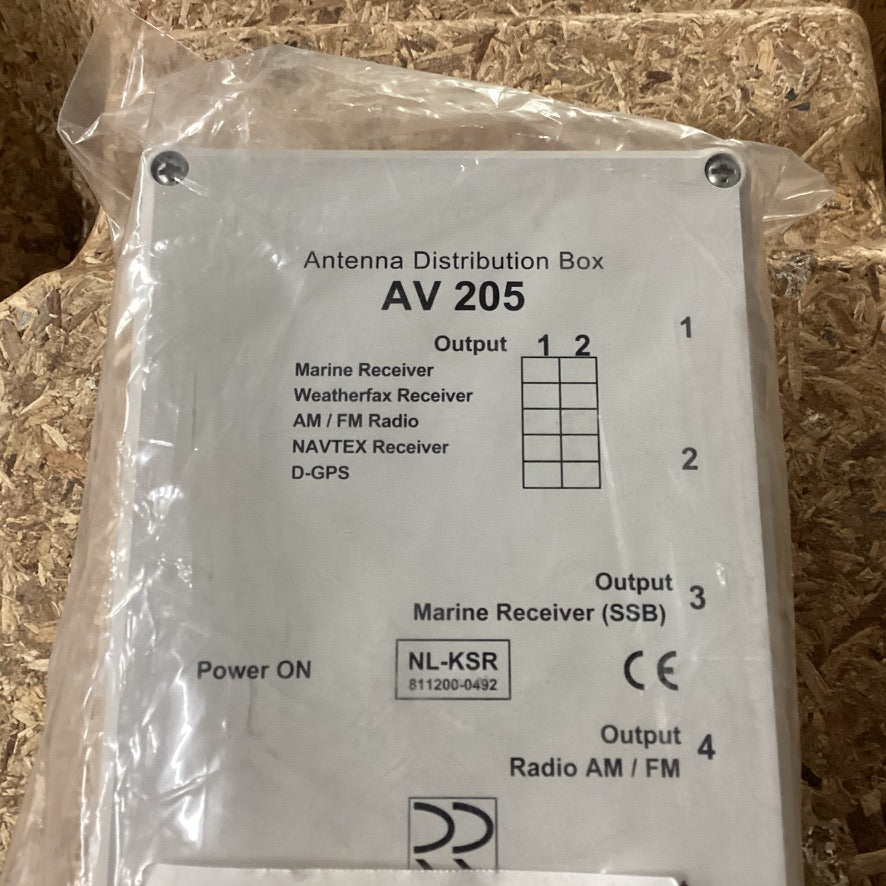 Antenna Distribution Box
AV 205
Output 1 2
1
Marine Receiver
Weatherfax Receiver
AM / FM Radio
NAVTEX Receiver
D-GPS
2
Output
3
Marine Receiver (SSB)
Power ON
NL-KSR
811200-0492
CE
Output
4
Radio AM / FM